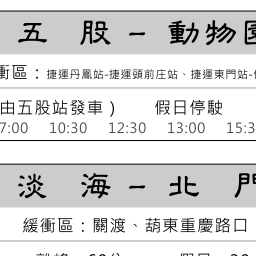 五 股 - 動物園
衝區：捷運丹鳳站-捷運頭前庄站、捷運東門站-
由五股站發車) 假日停駛
7:00 10:30 12:30 13:00 15:3
淡 海 - 北 門
緩衝區：關渡、葫東重慶路口